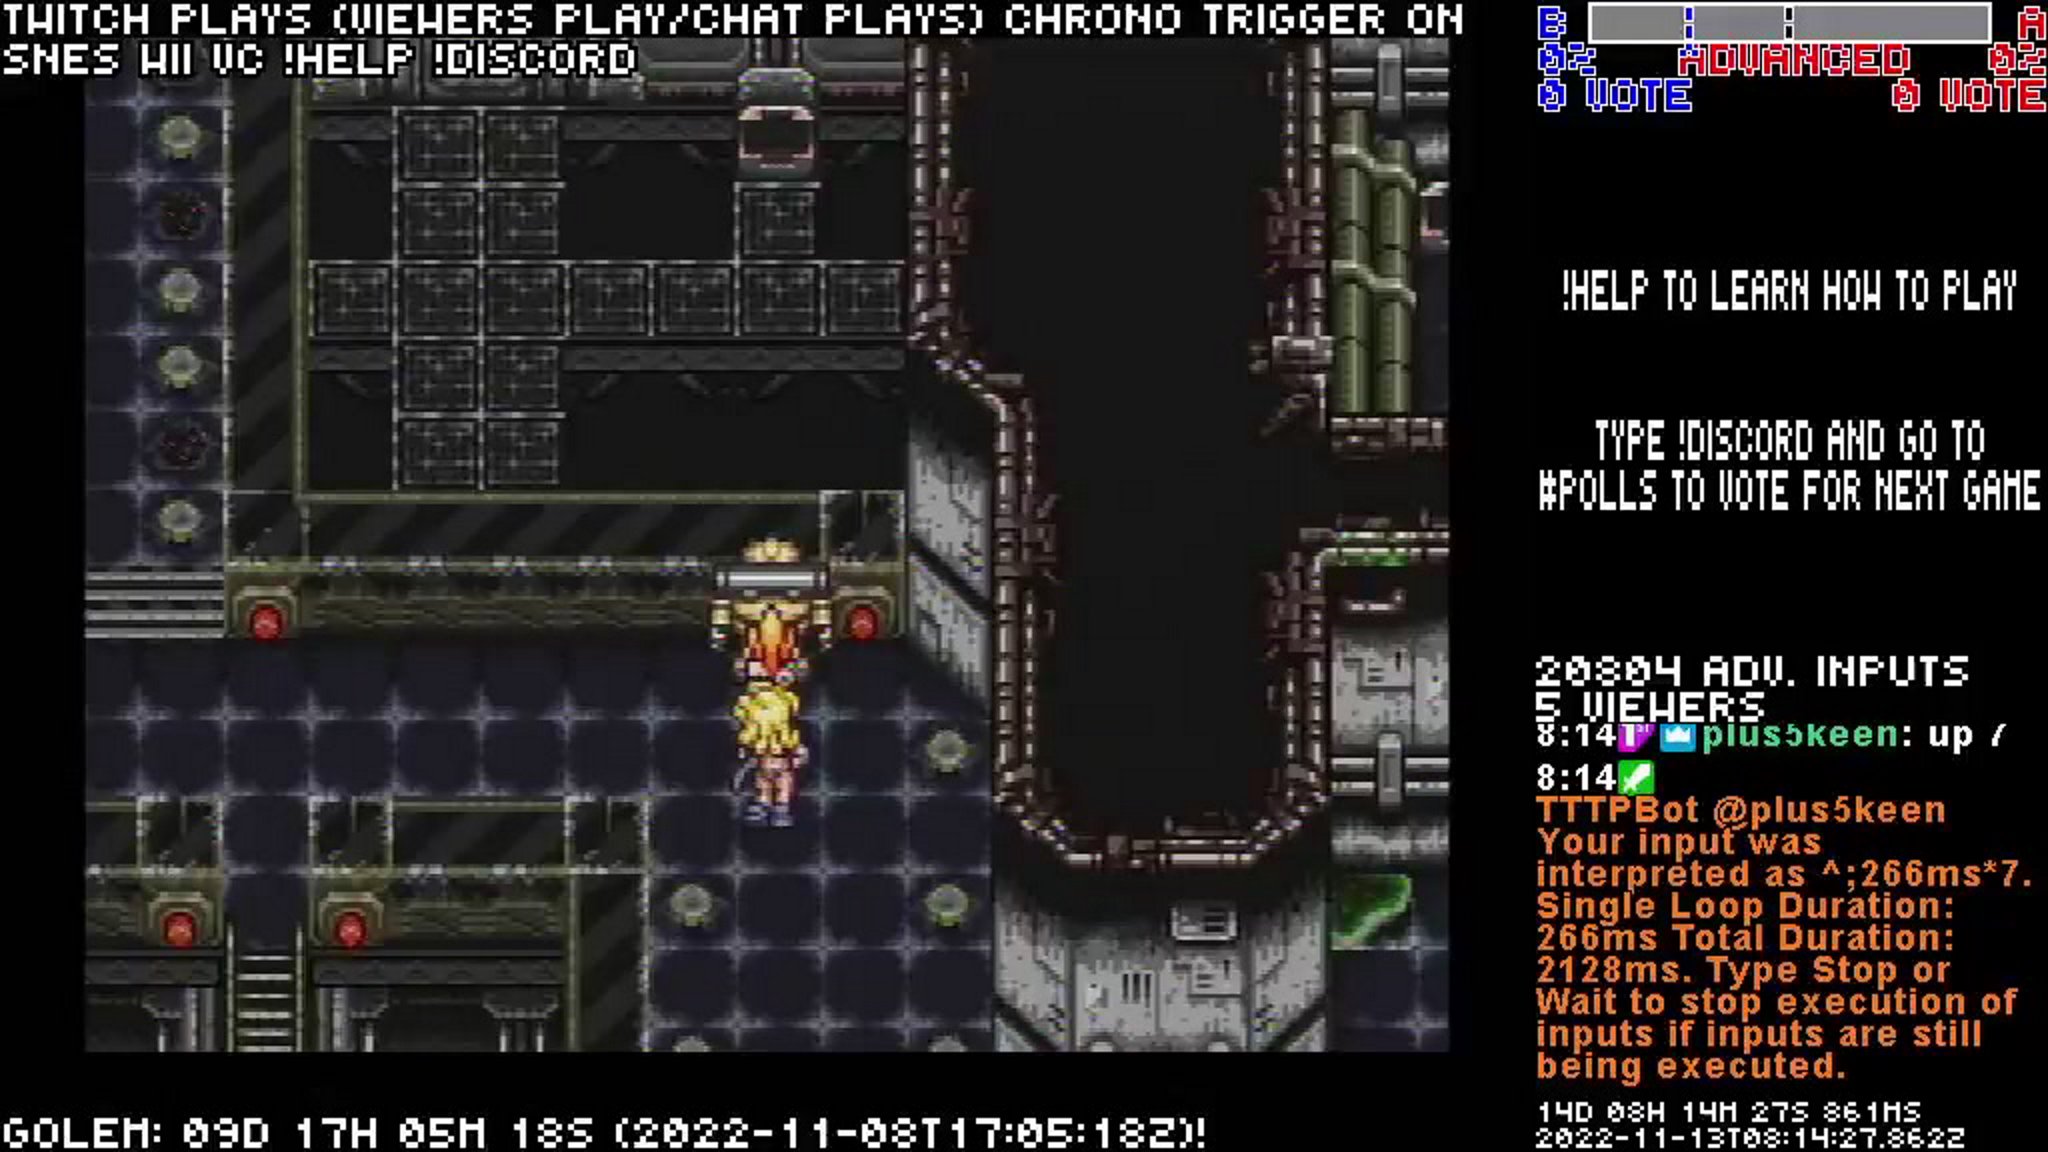 TWITCH PLAYS (VIEWERS PLAY/CHAT PLAYS) CHRONO TRIGGER ON
SNES WII VC !HELP !DISCORD
B A
0% ADVANCED 0%
0 VOTE 0 VOTE
!HELP TO LEARN HOW TO PLAY
TYPE !DISCORD AND GO TO
#POLLS TO VOTE FOR NEXT GAME
20804 ADV. INPUTS
5 VIEWERS
8:14 plus5keen: up 7
8:14
TTTPBot @plus5keen
Your input was
interpreted as ^;266ms*7.
Single Loop Duration:
266ms Total Duration:
2128ms. Type Stop or
Wait to stop execution of
inputs if inputs are still
being executed.
14D 08H 14M 27S 861MS
2022-11-13T08:14:27.862Z
GOLEM: 09D 17H 05M 18S (2022-11-08T17:05:18Z)!